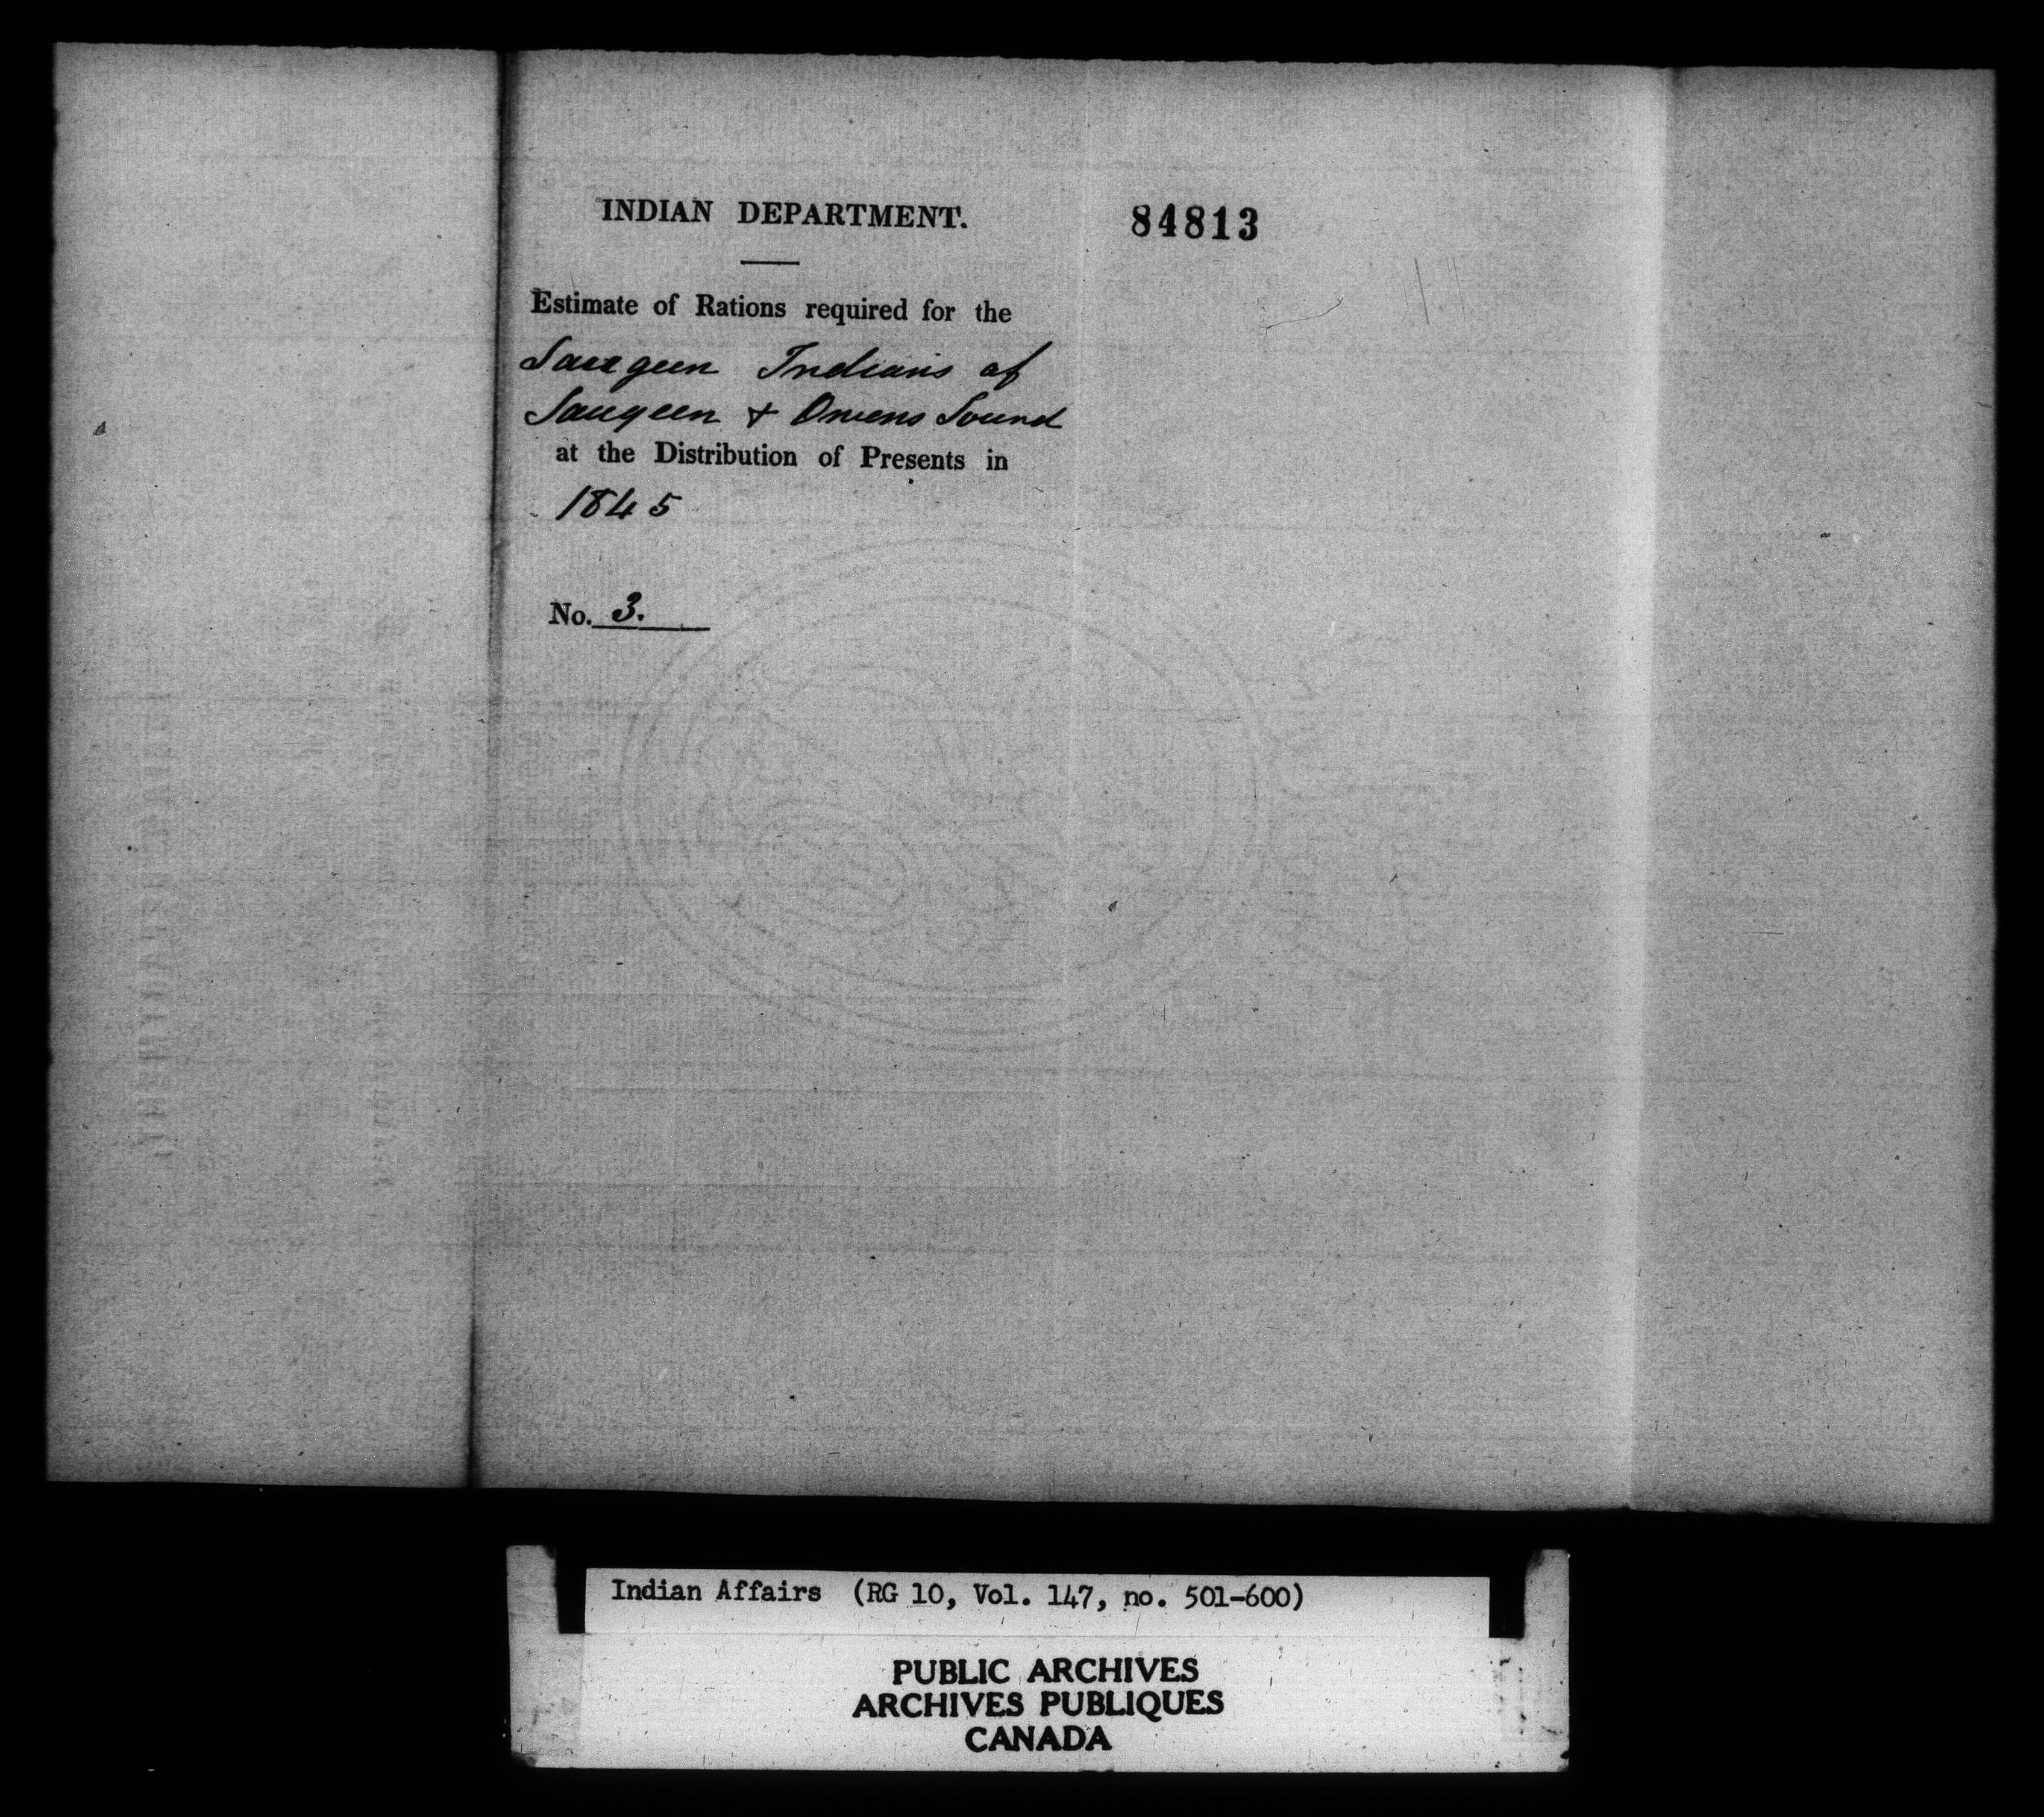 INDIAN DEPARTMENT.
84813
Estimate of Rations required for the
Saugeen Indians of
Saugeen & Owens Sound
at the Distribution of Presents in
1845
No. 3.
Indian Affairs (RG 10, Vol. 147, no. 501-600)
PUBLIC ARCHIVES
ARCHIVES PUBLIQUES
CANADA